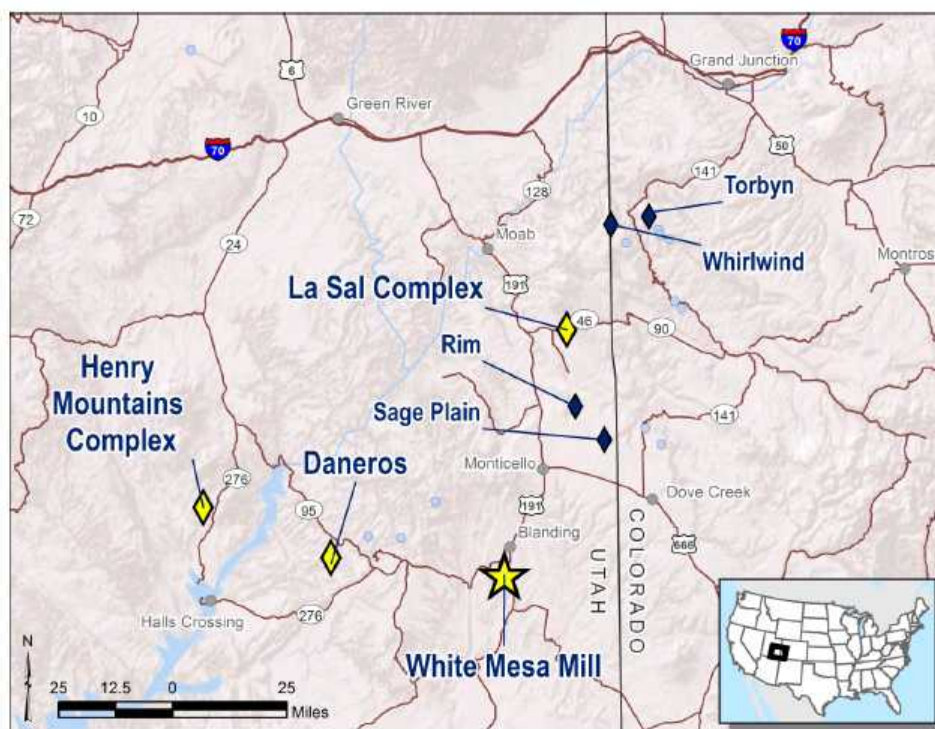 70
Grand Junction
6
Green River
10
70
50
141
Torbyn
128
72
24
Moab
Whirlwind
Montros
191
La Sal Complex
46
90
Rim
Henry
Mountains
Complex
Sage Plain
141
Daneros
Monticello
276
95
191
Dove Creek
Blanding
666
UTAH
COLORADO
Halls Crossing
276
White Mesa Mill
N
25 12.5 0 25
Miles